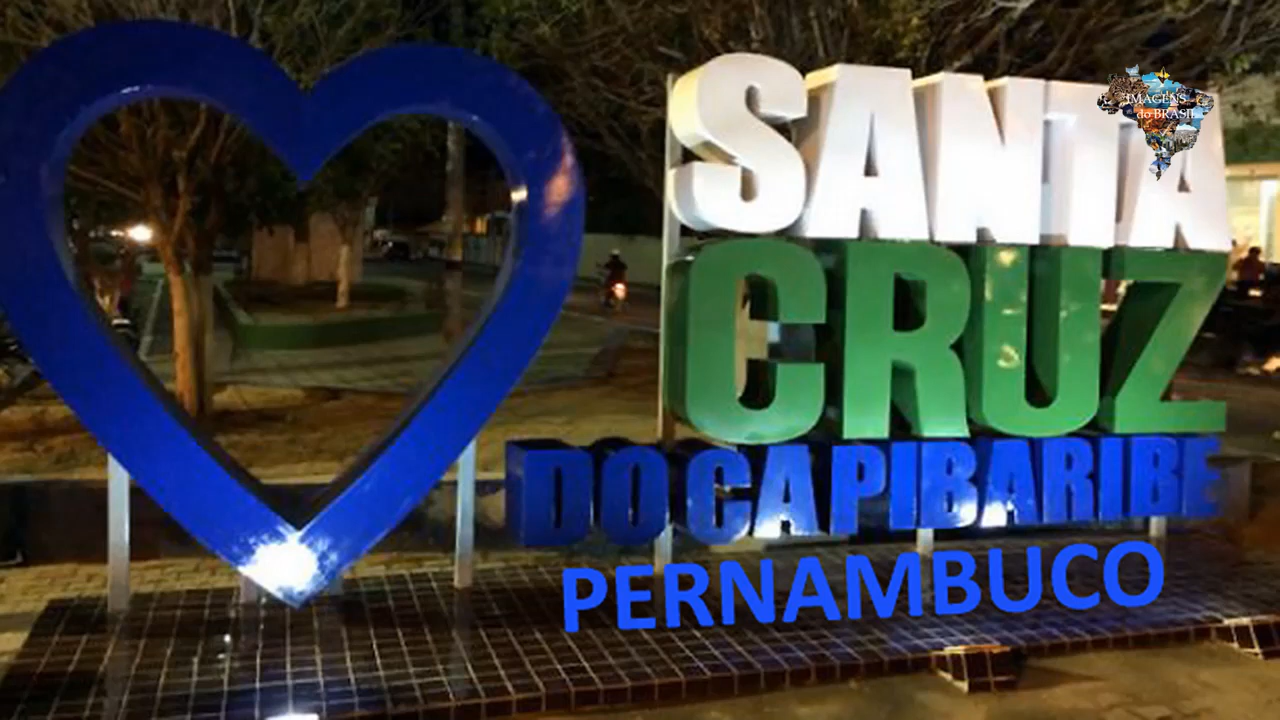 SANTA
CRUZ
DO CAPIBARIBE
PERNAMBUCO
IMAGENS
do BRASIL